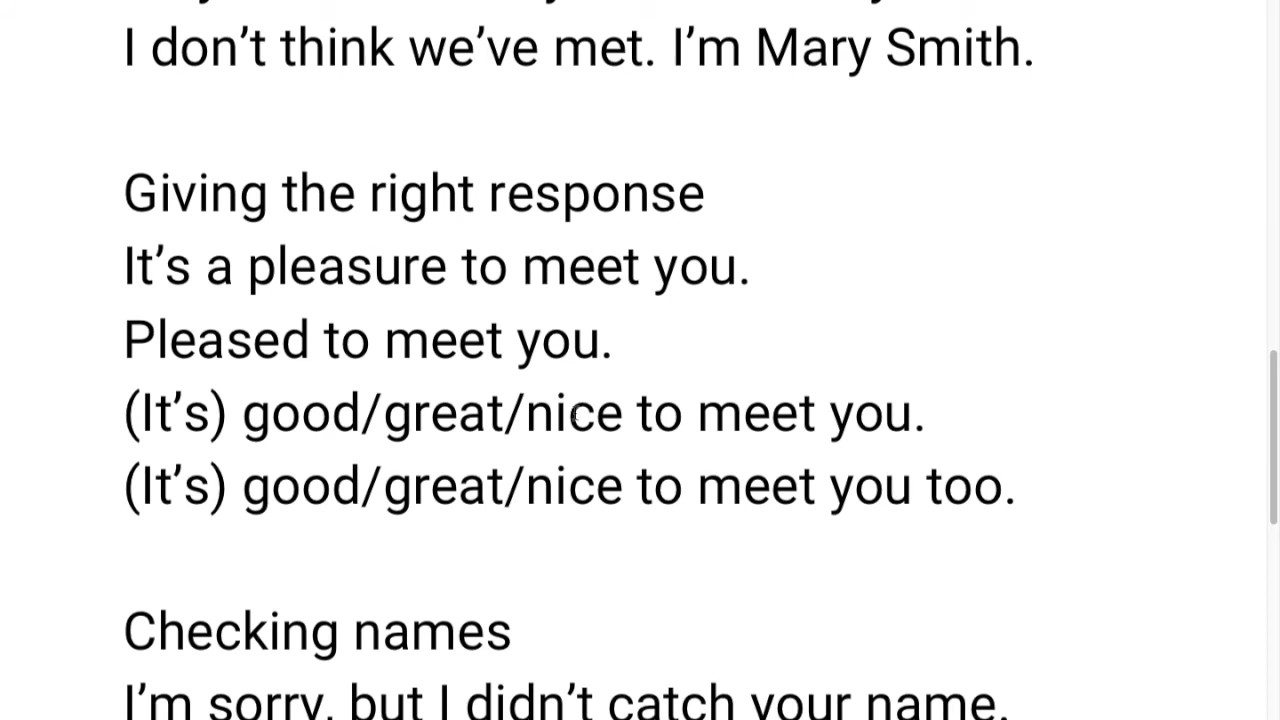 I don’t think we’ve met. I’m Mary Smith.
Giving the right response
It’s a pleasure to meet you.
Pleased to meet you.
(It’s) good/great/nice to meet you.
(It’s) good/great/nice to meet you too.
Checking names
I’m sorry, but I didn’t catch your name.